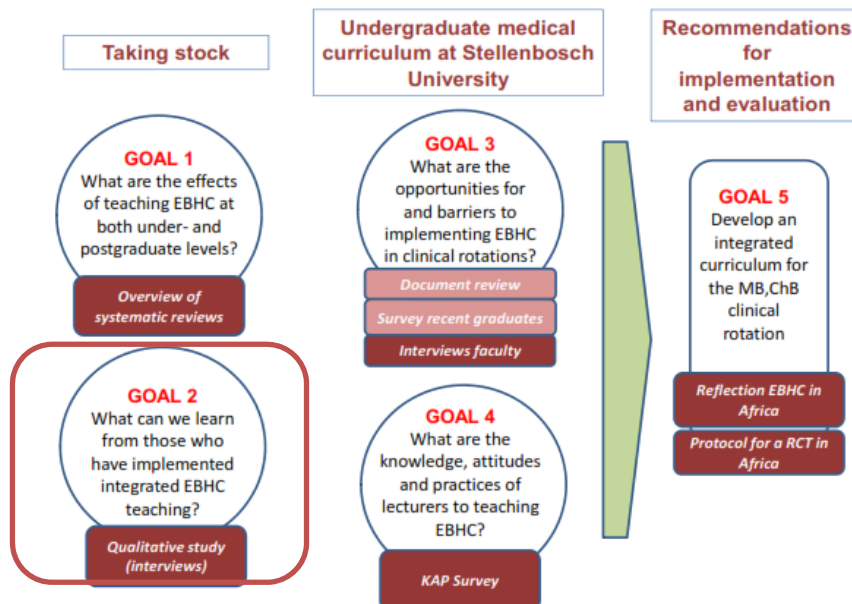 Taking stock
Undergraduate medical
curriculum at Stellenbosch
University
Recommendations
for
implementation
and evaluation
GOAL 1
What are the effects
of teaching EBHC at
both under- and
postgraduate levels?
Overview of
systematic reviews
GOAL 2
What can we learn
from those who
have implemented
integrated EBHC
teaching?
Qualitative study
(interviews)
GOAL 3
What are the
opportunities for
and barriers to
implementing EBHC
in clinical rotations?
Document review
Survey recent graduates
Interviews faculty
GOAL 4
What are the
knowledge, attitudes
and practices of
lecturers to teaching
EBHC?
KAP Survey
GOAL 5
Develop an
integrated
curriculum for
the MB,ChB
clinical
rotation
Reflection EBHC in
Africa
Protocol for a RCT in
Africa